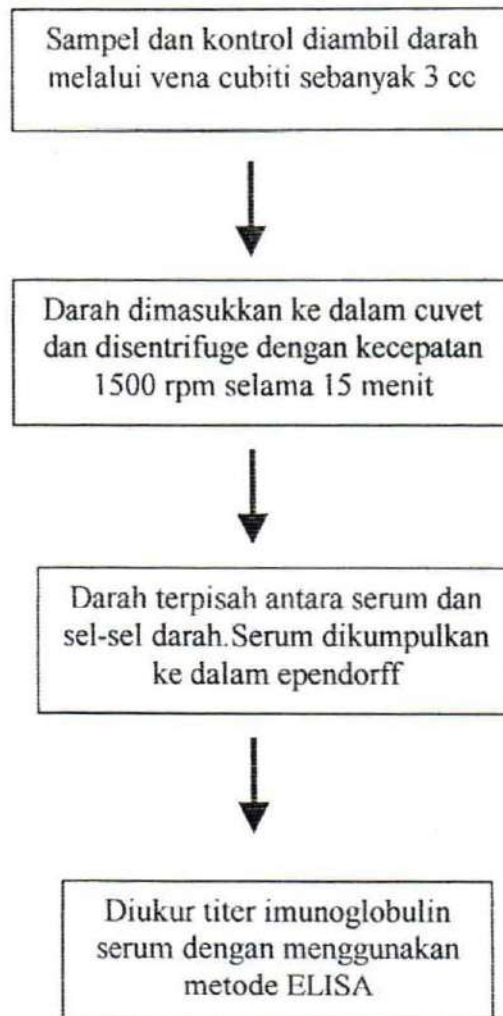 Sampel dan kontrol diambil darah
melalui vena cubiti sebanyak 3 cc
Darah dimasukkan ke dalam cuvet
dan disentrifuge dengan kecepatan
1500 rpm selama 15 menit
Darah terpisah antara serum dan
sel-sel darah.Serum dikumpulkan
ke dalam ependorff
Diukur titer imunoglobulin
serum dengan menggunakan
metode ELISA